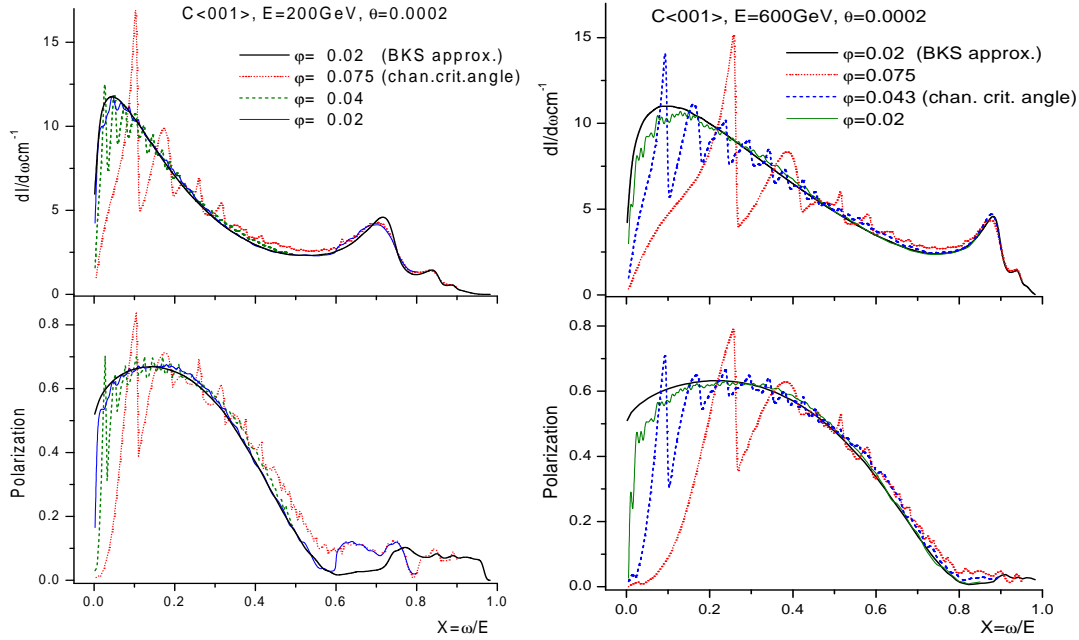 C<001>, E=200GeV, θ=0.0002
φ= 0.02 (BKS approx.)
φ= 0.075 (chan.crit.angle)
φ= 0.04
φ= 0.02
dI/dωcm⁻¹
15
10
5
0
Polarization
0.8
0.6
0.4
0.2
0.0
0.0 0.2 0.4 0.6 0.8 1.0
X=ω/E
C<001>, E=600GeV, θ=0.0002
φ=0.02 (BKS approx.)
φ=0.075
φ=0.043 (chan. crit. angle)
φ=0.02
dI/dωcm⁻¹
15
10
5
0
Polarization
0.8
0.6
0.4
0.2
0.0
0.0 0.2 0.4 0.6 0.8 1.0
X=ω/E